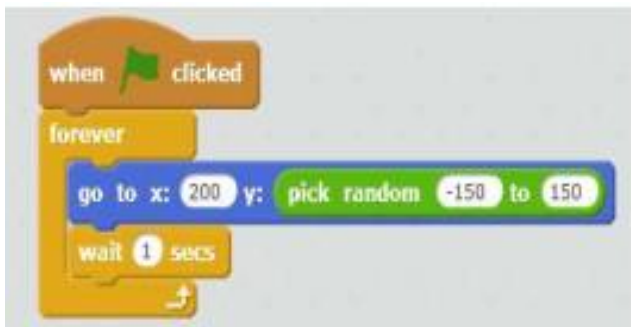 when clicked
forever
go to x: 200 y: pick random -150 to 150
wait 1 secs